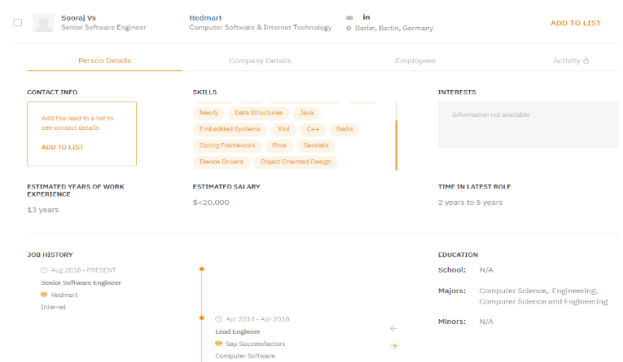 Sooraj Vs
Senior Software Engineer
Redmart
Computer Software & Internet Technology
in
Berlin, Berlin, Germany
ADD TO LIST
Person Details
Company Details
Employees
Activity
CONTACT INFO
Add this lead to a list to
see contact details
ADD TO LIST
SKILLS
Neo4j
Data Structures
Java
Embedded Systems
Xml
C++
Redis
Spring Framework
Rtos
Servlets
Device Drivers
Object Oriented Design
INTERESTS
Information not available
ESTIMATED YEARS OF WORK
EXPERIENCE
13 years
ESTIMATED SALARY
$<20,000
TIME IN LATEST ROLE
2 years to 5 years
JOB HISTORY
Aug 2016 - PRESENT
Senior Software Engineer
Redmart
Internet
Apr 2014 - Apr 2016
Lead Engineer
Sap Successfactors
Computer Software
EDUCATION
School: N/A
Majors: Computer Science, Engineering,
Computer Science and Engineering
Minors: N/A